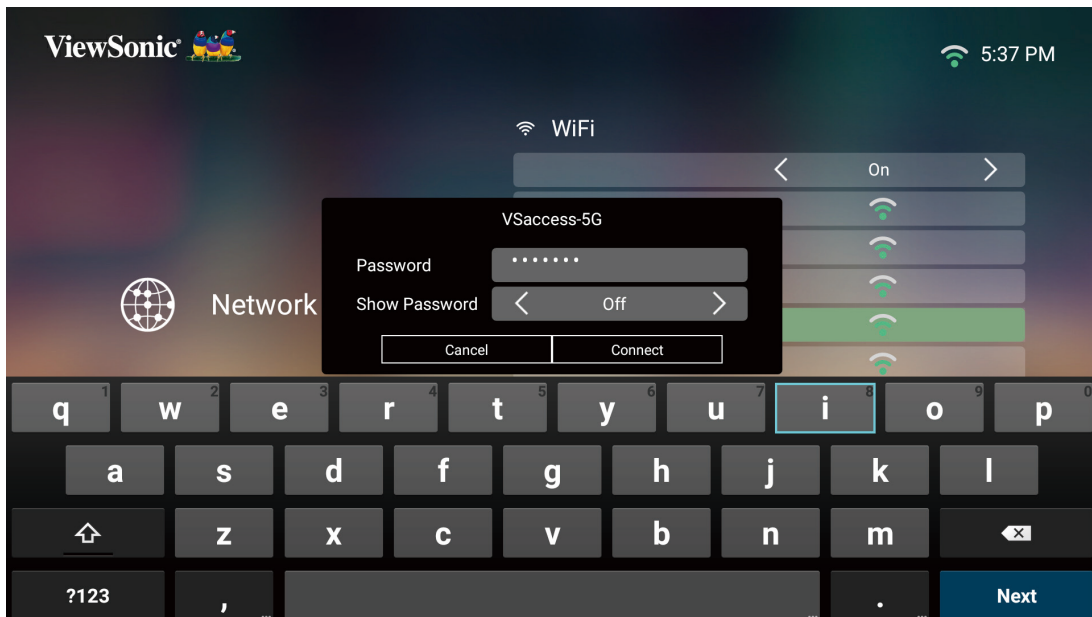 ViewSonic®
5:37 PM
WiFi
On
VSaccess-5G
Password •••••••
Show Password Off
Network
Cancel Connect
q 1 w 2 e 3 r 4 t 5 y 6 u 7 i 8 o 9 p 0
a s d f g h j k l
z x c v b n m
?123 , . Next